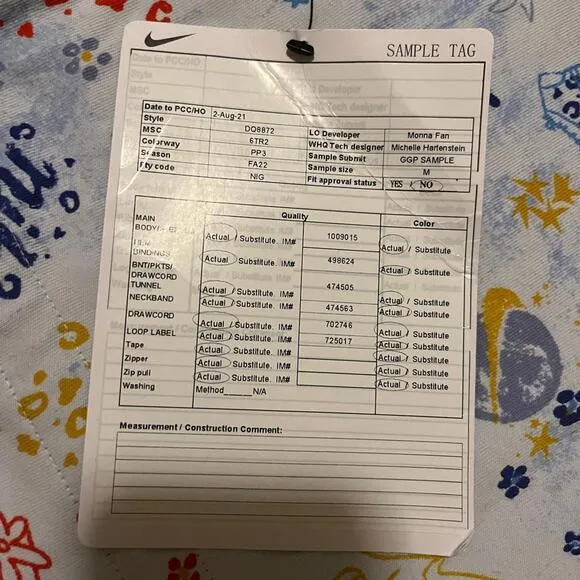 SAMPLE TAG
Date to PCC/HO 2-Aug-21
Style DQ8872 LO Developer Monna Fan
MSC 6TR2 WHQ Tech designer Michelle Hartenstein
Colorway PP3 Sample Submit GGP SAMPLE
Season FA22 Sample size M
Fty code NIG Fit approval status YES / NO
Quality Color
MAIN
BODY/ Actual / Substitute. IM# 1009015 Actual / Substitute
HEM
BINDINGS Actual / Substitute. IM# 498624 Actual / Substitute
BNT/PKTS/
DRAWCORD Actual / Substitute. IM# 474505 Actual / Substitute
TUNNEL
NECKBAND Actual / Substitute. IM# 474563 Actual / Substitute
DRAWCORD Actual / Substitute. IM# 702746 Actual / Substitute
LOOP LABEL Actual / Substitute. IM# 725017 Actual / Substitute
Tape Actual / Substitute. IM# Actual / Substitute
Zipper Actual / Substitute. IM# Actual / Substitute
Zip pull Actual / Substitute. IM# Actual / Substitute
Washing Method______N/A
Measurement / Construction Comment: